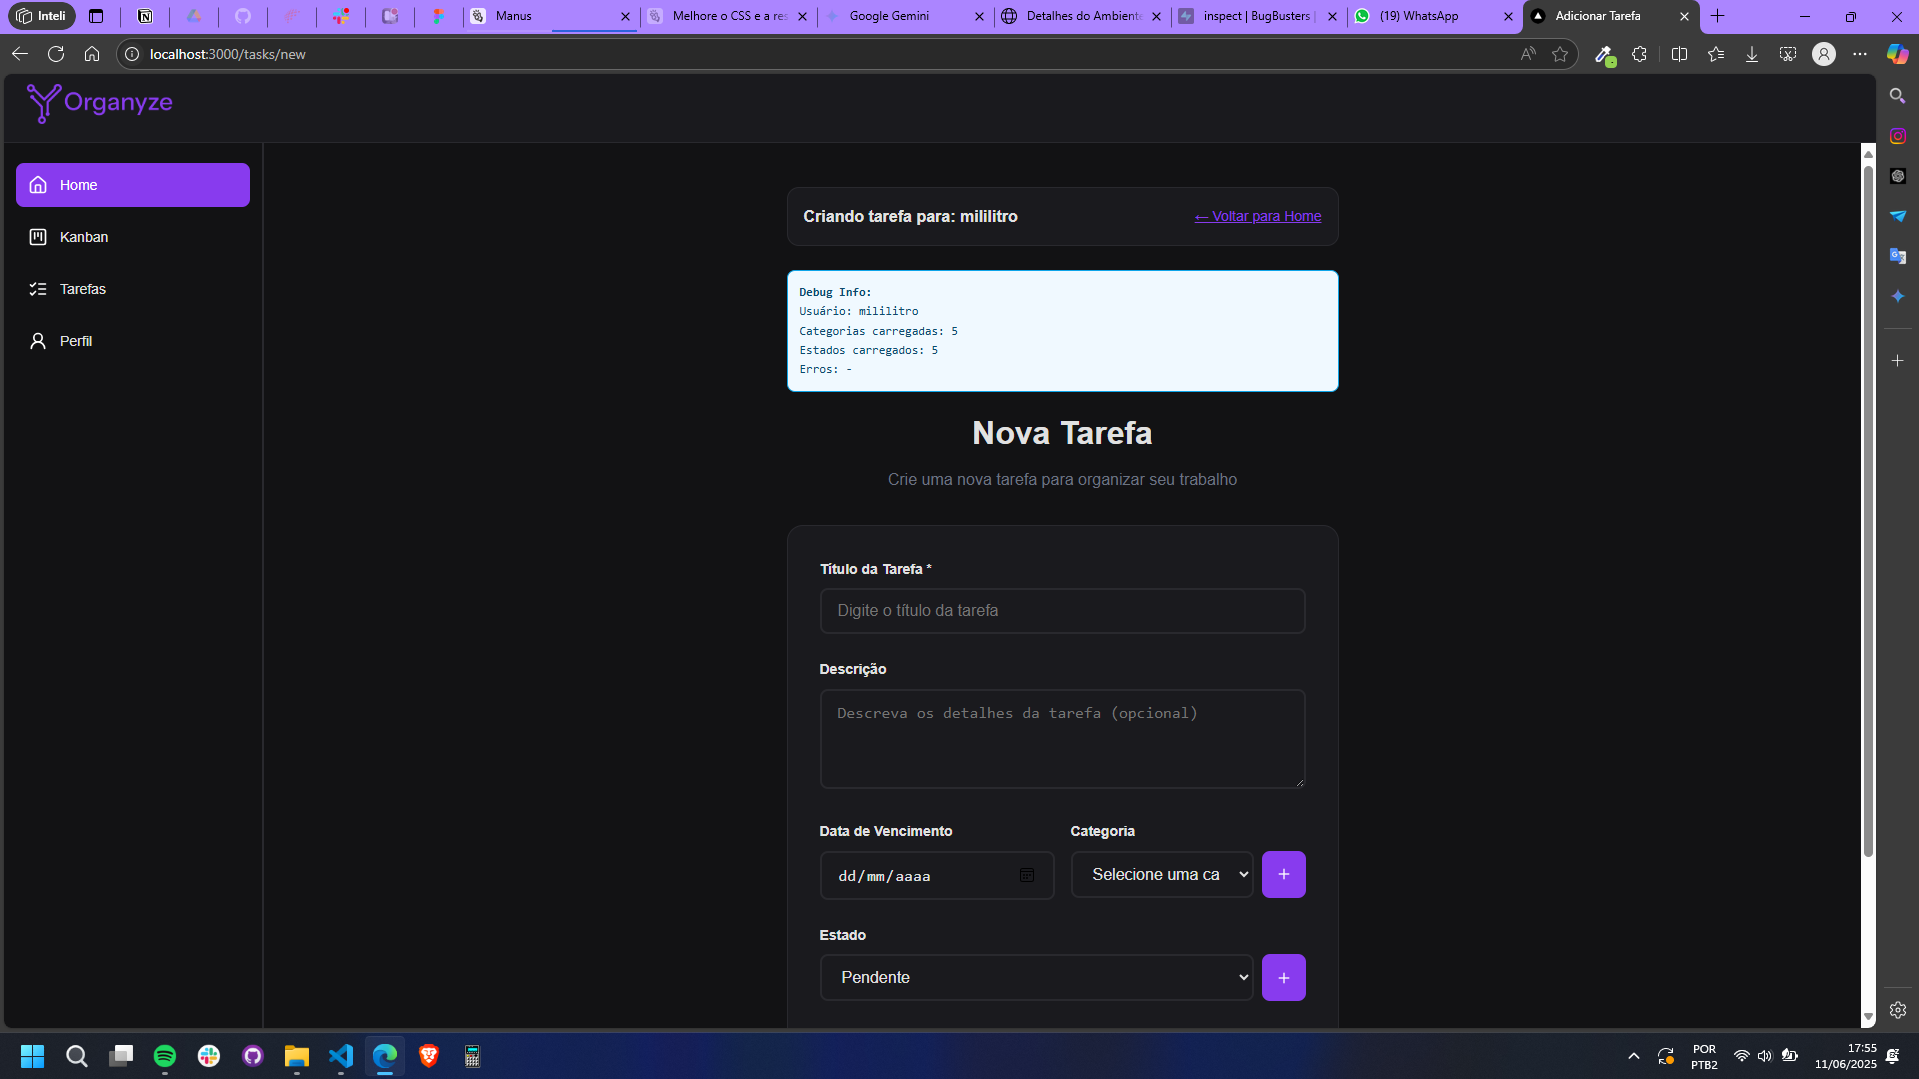 Inteli
Manus
Melhore o CSS e a res
Google Gemini
Detalhes do Ambiente
inspect | BugBusters |
(19) WhatsApp
Adicionar Tarefa
localhost:3000/tasks/new
Organyze
Home
Kanban
Tarefas
Perfil
Criando tarefa para: mililitro
← Voltar para Home
Debug Info:
Usuário: mililitro
Categorias carregadas: 5
Estados carregados: 5
Erros: -
Nova Tarefa
Crie uma nova tarefa para organizar seu trabalho
Título da Tarefa *
Digite o título da tarefa
Descrição
Descreva os detalhes da tarefa (opcional)
Data de Vencimento
Categoria
dd/mm/aaaa
Selecione uma ca
+
Estado
Pendente
+
POR
PTB2
17:55
11/06/2025